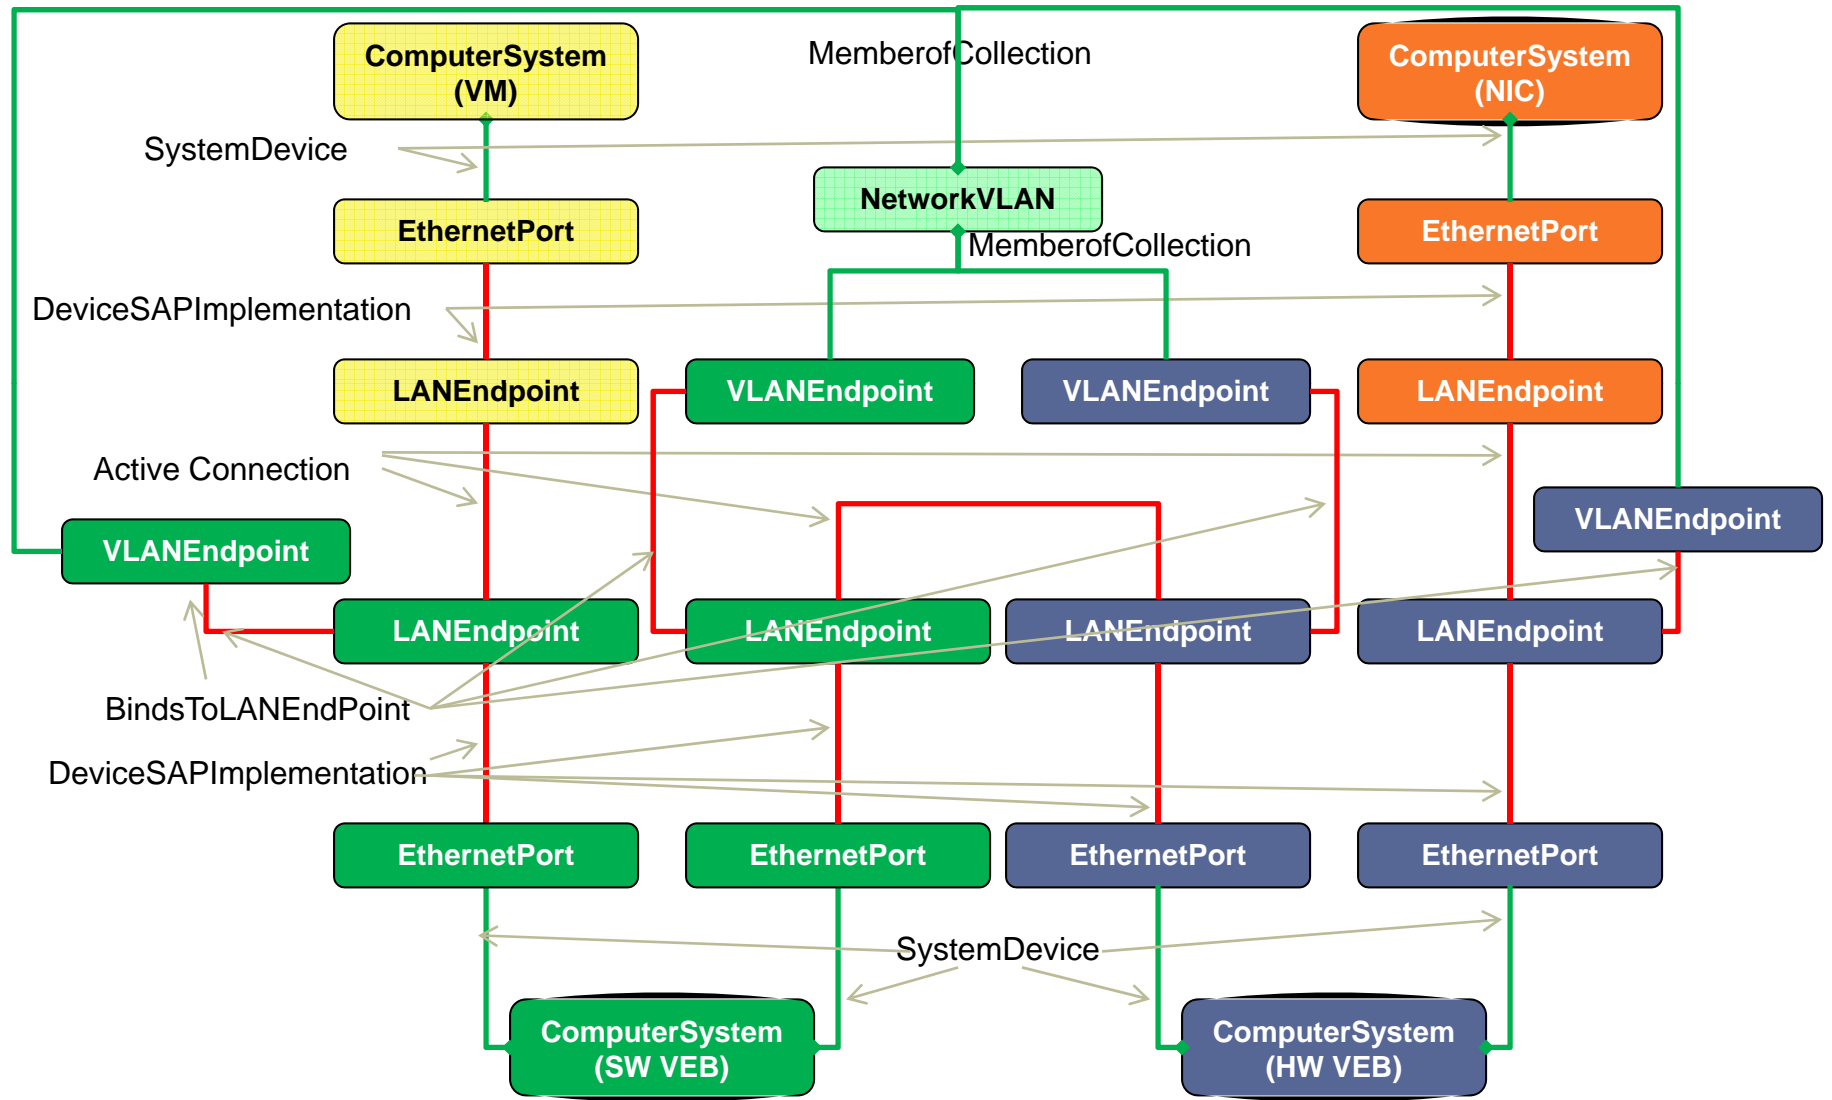 ComputerSystem
(VM)
MemberofCollection
ComputerSystem
(NIC)
SystemDevice
NetworkVLAN
EthernetPort
MemberofCollection
EthernetPort
DeviceSAPImplementation
LANEndpoint
VLANEndpoint
VLANEndpoint
LANEndpoint
Active Connection
VLANEndpoint
VLANEndpoint
LANEndpoint
LANEndpoint
LANEndpoint
LANEndpoint
BindsToLANEndPoint
DeviceSAPImplementation
EthernetPort
EthernetPort
EthernetPort
EthernetPort
SystemDevice
ComputerSystem
(SW VEB)
ComputerSystem
(HW VEB)